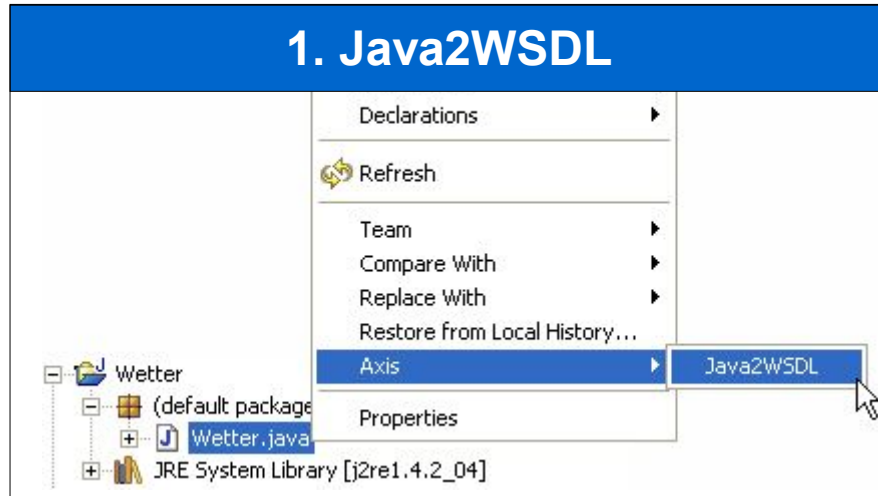 1. Java2WSDL
Declarations
Refresh
Team
Compare With
Replace With
Restore from Local History...
Axis
Java2WSDL
Properties
Wetter
(default package
Wetter.java
JRE System Library [j2re1.4.2_04]